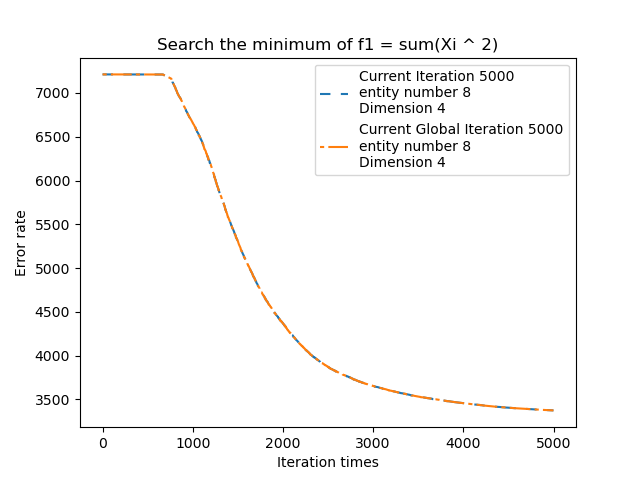 Search the minimum of f1 = sum(Xi ^ 2)
Current Iteration 5000
entity number 8
Dimension 4
Current Global Iteration 5000
entity number 8
Dimension 4
Error rate
7000
6500
6000
5500
5000
4500
4000
3500
0
1000
2000
3000
4000
5000
Iteration times